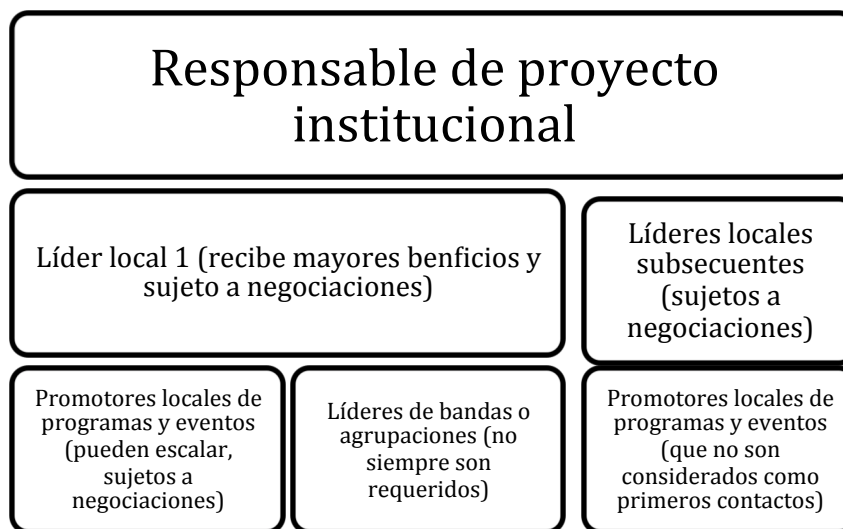 Responsable de proyecto
institucional
Líder local 1 (recibe mayores benficios y
sujeto a negociaciones)
Líderes locales
subsecuentes
(sujetos a
negociaciones)
Promotores locales de
programas y eventos
(pueden escalar,
sujetos a
negociaciones)
Líderes de bandas o
agrupaciones (no
siempre son
requeridos)
Promotores locales de
programas y eventos
(que no son
considerados como
primeros contactos)